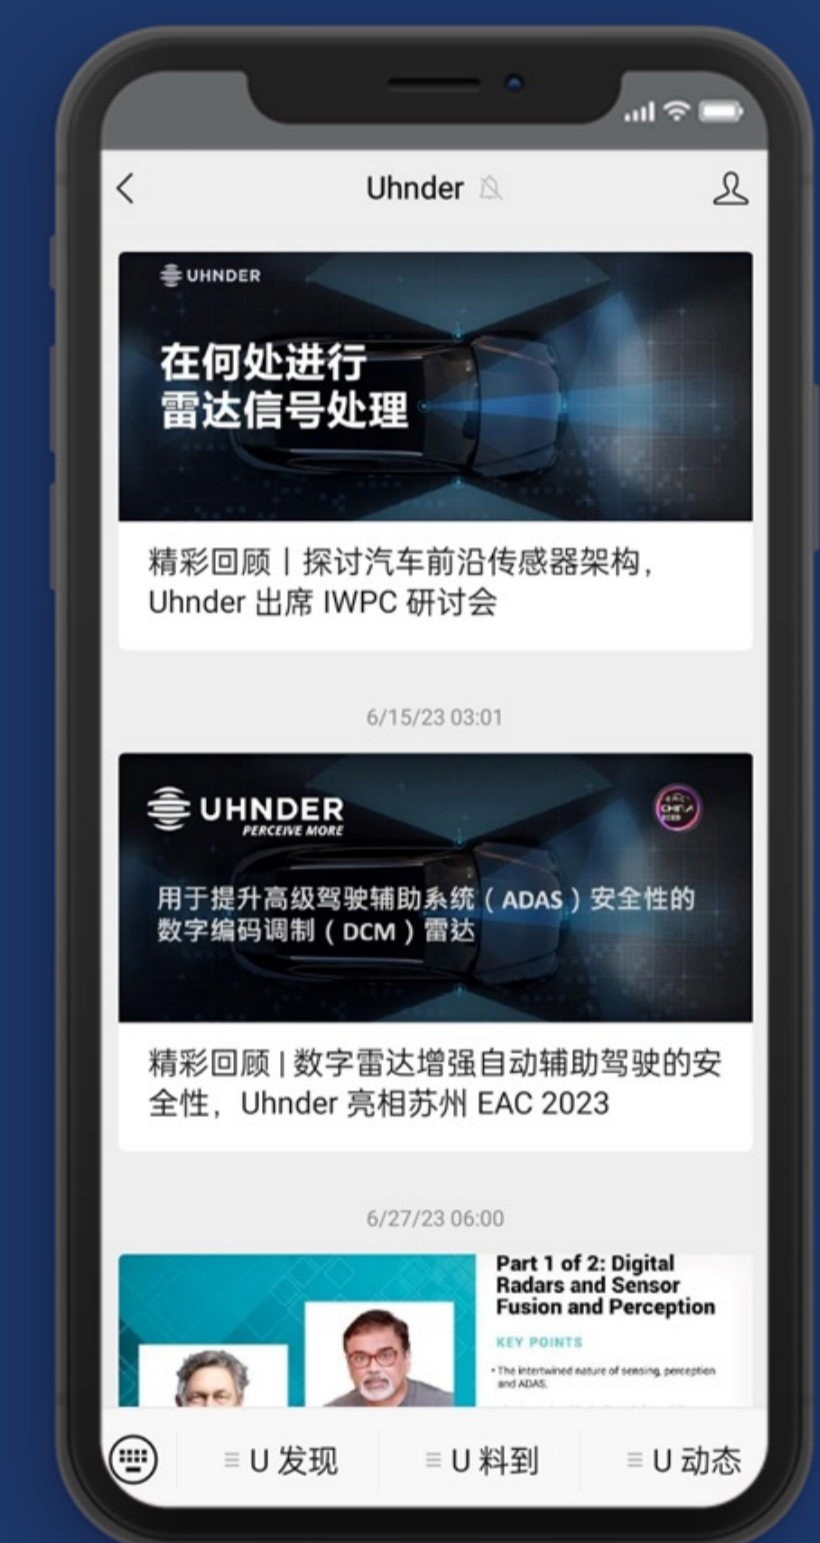 Uhnder
UHNDER
在何处进行
雷达信号处理
精彩回顾丨探讨汽车前沿传感器架构，
Uhnder 出席 IWPC 研讨会
6/15/23 03:01
UHNDER
PERCEIVE MORE
CHINA
用于提升高级驾驶辅助系统（ADAS）安全性的
数字编码调制（DCM）雷达
精彩回顾 | 数字雷达增强自动辅助驾驶的安
全性，Uhnder 亮相苏州 EAC 2023
6/27/23 06:00
Part 1 of 2: Digital
Radars and Sensor
Fusion and Perception
KEY POINTS
• The intertwined nature of sensing, perception
and ADAS.
U 发现
U 料到
U 动态